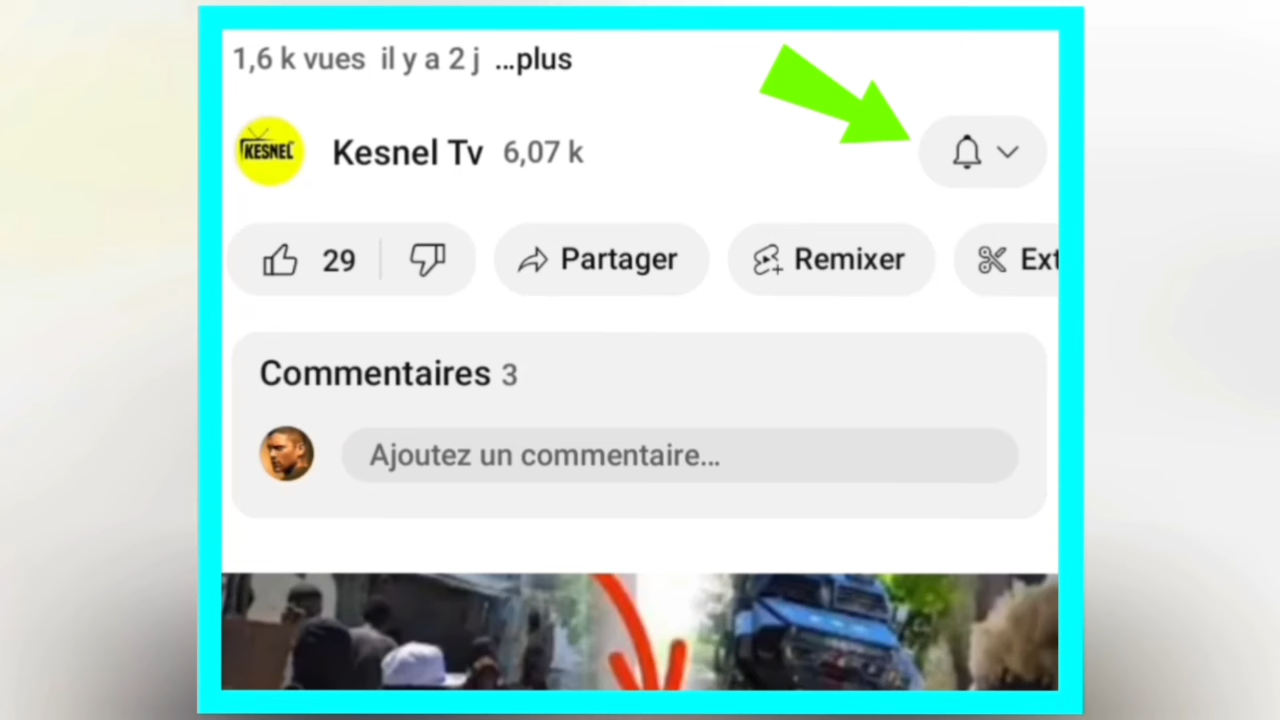 1,6 k vues il y a 2 j ...plus
KESNEL
Kesnel Tv 6,07 k
29 Partager Remixer Ext
Commentaires 3
Ajoutez un commentaire...